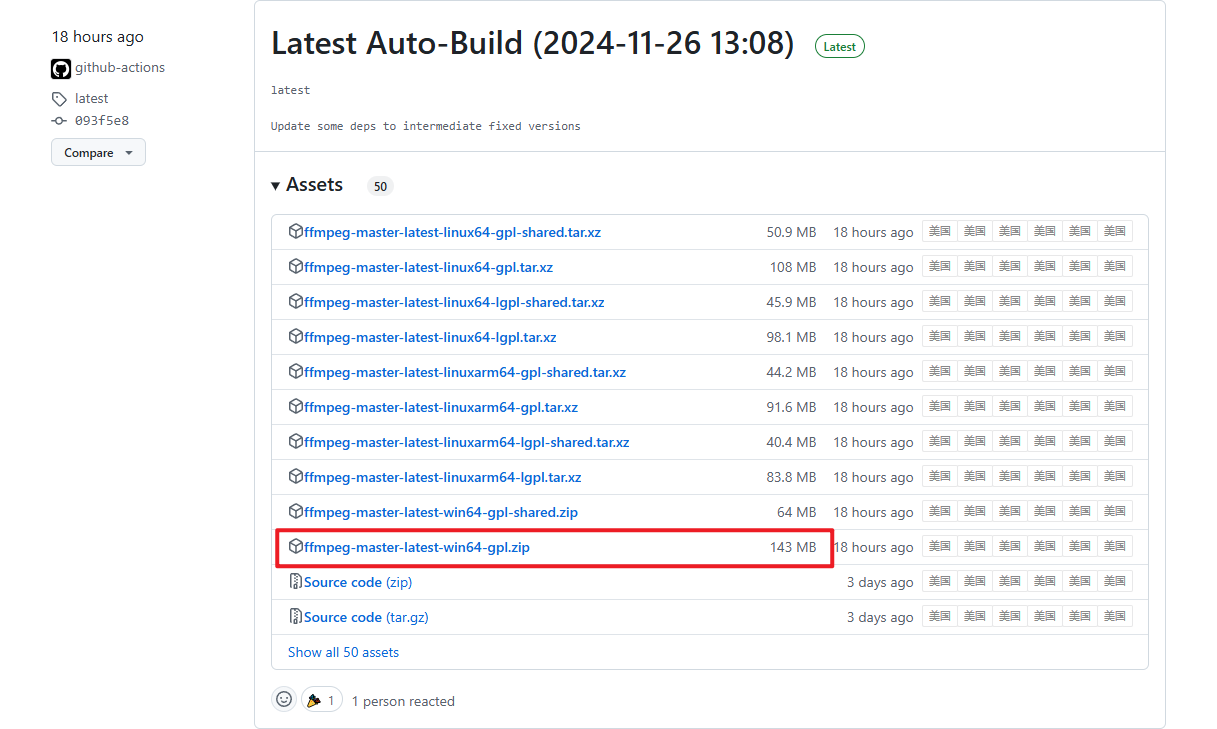 18 hours ago
github-actions
latest
093f5e8
Compare
Latest Auto-Build (2024-11-26 13:08) Latest
latest
Update some deps to intermediate fixed versions
Assets 50
ffmpeg-master-latest-linux64-gpl-shared.tar.xz 50.9 MB 18 hours ago 美国 美国 美国 美国 美国 美国
ffmpeg-master-latest-linux64-gpl.tar.xz 108 MB 18 hours ago 美国 美国 美国 美国 美国 美国
ffmpeg-master-latest-linux64-lgpl-shared.tar.xz 45.9 MB 18 hours ago 美国 美国 美国 美国 美国 美国
ffmpeg-master-latest-linux64-lgpl.tar.xz 98.1 MB 18 hours ago 美国 美国 美国 美国 美国 美国
ffmpeg-master-latest-linuxarm64-gpl-shared.tar.xz 44.2 MB 18 hours ago 美国 美国 美国 美国 美国 美国
ffmpeg-master-latest-linuxarm64-gpl.tar.xz 91.6 MB 18 hours ago 美国 美国 美国 美国 美国 美国
ffmpeg-master-latest-linuxarm64-lgpl-shared.tar.xz 40.4 MB 18 hours ago 美国 美国 美国 美国 美国 美国
ffmpeg-master-latest-linuxarm64-lgpl.tar.xz 83.8 MB 18 hours ago 美国 美国 美国 美国 美国 美国
ffmpeg-master-latest-win64-gpl-shared.zip 64 MB 18 hours ago 美国 美国 美国 美国 美国 美国
ffmpeg-master-latest-win64-gpl.zip 143 MB 18 hours ago 美国 美国 美国 美国 美国 美国
Source code (zip) 3 days ago 美国 美国 美国 美国 美国 美国
Source code (tar.gz) 3 days ago 美国 美国 美国 美国 美国 美国
Show all 50 assets
1 1 person reacted